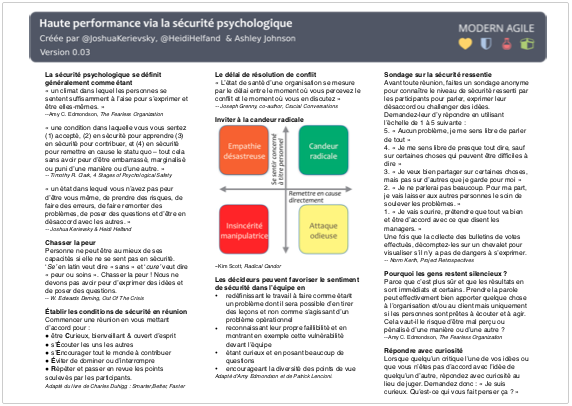 Haute performance via la sécurité psychologique
Créée par @JoshuaKerievsky, @HeidiHelfand & Ashley Johnson
Version 0.03
MODERN AGILE
La sécurité psychologique se définit
généralement comme étant
« un climat dans lequel les personnes se
sentent suffisamment à l'aise pour s'exprimer et
être elles-mêmes. »
--Amy C. Edmondson, The Fearless Organization
« une condition dans laquelle vous vous sentez
(1) accepté, (2) en sécurité pour apprendre (3)
en sécurité pour contribuer, et (4) en sécurité
pour remettre en cause le statu quo – tout cela
sans avoir peur d'être embarrassé, marginalisé
ou puni d'une manière ou d'une autre. »
-- Timothy R. Clark, 4 Stages of Psychological Safety
« un état dans lequel vous n'avez pas peur
d'être vous même, de prendre des risques, de
faire des erreurs, de faire remonter des
problèmes, de poser des questions et d'être en
désaccord avec les autres. »
-- Joshua Kerievsky & Heidi Helfand
Chasser la peur
Personne ne peut être au mieux de ses
capacités si elle ne se sent pas en sécurité.
'Se' en latin veut dire « sans » et 'cure' veut dire
« peur ou soins ». Chasser la peur ! Nous ne
devons pas avoir peur d'exprimer des idées et
de poser des questions.
-- W. Edwards Deming, Out Of The Crisis
Établir les conditions de sécurité en réunion
Commencer une réunion en vous mettant
d'accord pour :
● être Curieux, bienveillant & ouvert d'esprit
● s'Écouter les uns les autres
● s'Encourager tout le monde à contribuer
● Éviter de dominer ou d'interrompre
● Répéter et passer en revue les points
soulevés par les participants.
Adapté du livre de Charles Duhigg : Smarter, Better, Faster
Le délai de résolution de conflit
« L'état de santé d'une organisation se mesure
par le délai entre le moment où vous percevez le
conflit et le moment où vous en discutez »
-- Joseph Grenny, co-author, Crucial Conversations
Inviter à la candeur radicale
Empathie
désastreuse
Candeur
radicale
Se sentir concerné
à titre personnel
Remettre en cause
directement
Insincérité
manipulatrice
Attaque
odieuse
--Kim Scott, Radical Candor
Les décideurs peuvent favoriser le sentiment
de sécurité dans l'équipe en
• redéfinissant le travail à faire comme étant
un problème dont il sera possible d'en tirer
des leçons et non comme s'agissant d'un
problème opérationnel
• reconnaissant leur propre faillibilité et en
montrant en exemple cette vulnérabilité
devant l'équipe
• étant curieux et en posant beaucoup de
questions
• encourageant la diversité des points de vue
Adapté d'Amy Edmondson et de Patrick Lencioni.
Sondage sur la sécurité ressentie
Avant toute réunion, faites un sondage anonyme
pour connaître le niveau de sécurité ressenti par
les participants pour parler, exprimer leur
désaccord ou challenger des idées.
Demandez-leur d'y répondre en utilisant
l'échelle de 1 à 5 suivante :
5. « Aucun problème, je me sens libre de parler
de tout »
4. « Je me sens libre de presque tout dire, sauf
sur certaines choses qui peuvent être difficiles à
dire »
3. « Je veux bien partager sur certaines choses,
mais pas sur d'autres que je garde pour moi »
2. « Je ne parlerai pas beaucoup. Pour ma part,
je vais laisser aux autres personnes le soin de
soulever les problèmes. »
1. « Je vais sourire, prétendre que tout va bien
et être d'accord avec ce que disent les
managers. »
Une fois que la collecte des bulletins de votes
effectués, décomptez-les sur un chevalet pour
visualiser s'il n'y a pas de dangers à s'exprimer.
-- Norm Kerth, Project Retrospectives
Pourquoi les gens restent silencieux ?
Parce que c'est plus sûr et que les résultats en
sont immédiats et certains. Prendre la parole
peut effectivement bien apporter quelque chose
à l'organisation et/ou au client mais uniquement
si les personnes sont prêtes à écouter et à agir.
Cela vaut-il le risque d'être mal perçu ou
pénalisé d'une manière ou d'une autre ?
--Amy C. Edmondson, The Fearless Organization
Répondre avec curiosité
Lorsque quelqu'un critique l'une de vos idées ou
que vous n'êtes pas d'accord avec l'idée de
quelqu'un d'autre, répondez avec curiosité au
lieu de juger. Demandez donc : « Je suis
curieux. Qu'est-ce qui vous fait penser ça ? »